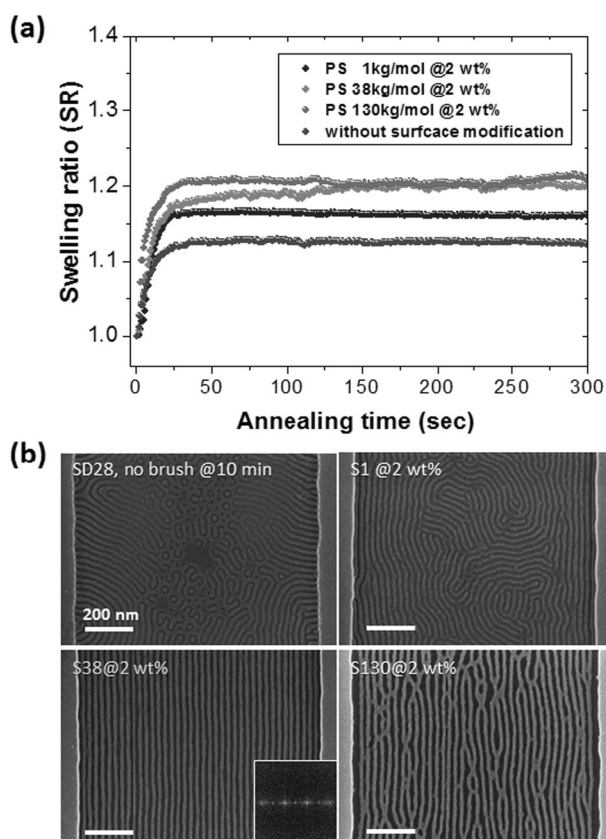 (a)
1.4
1.3
1.2
1.1
1.0
Swelling ratio (SR)
PS 1kg/mol @2 wt%
PS 38kg/mol @2 wt%
PS 130kg/mol @2 wt%
without surfcace modification
0 50 100 150 200 250 300
Annealing time (sec)
(b)
SD28, no brush @10 min
200 nm
S1 @2 wt%
S38@2 wt%
S130@2 wt%